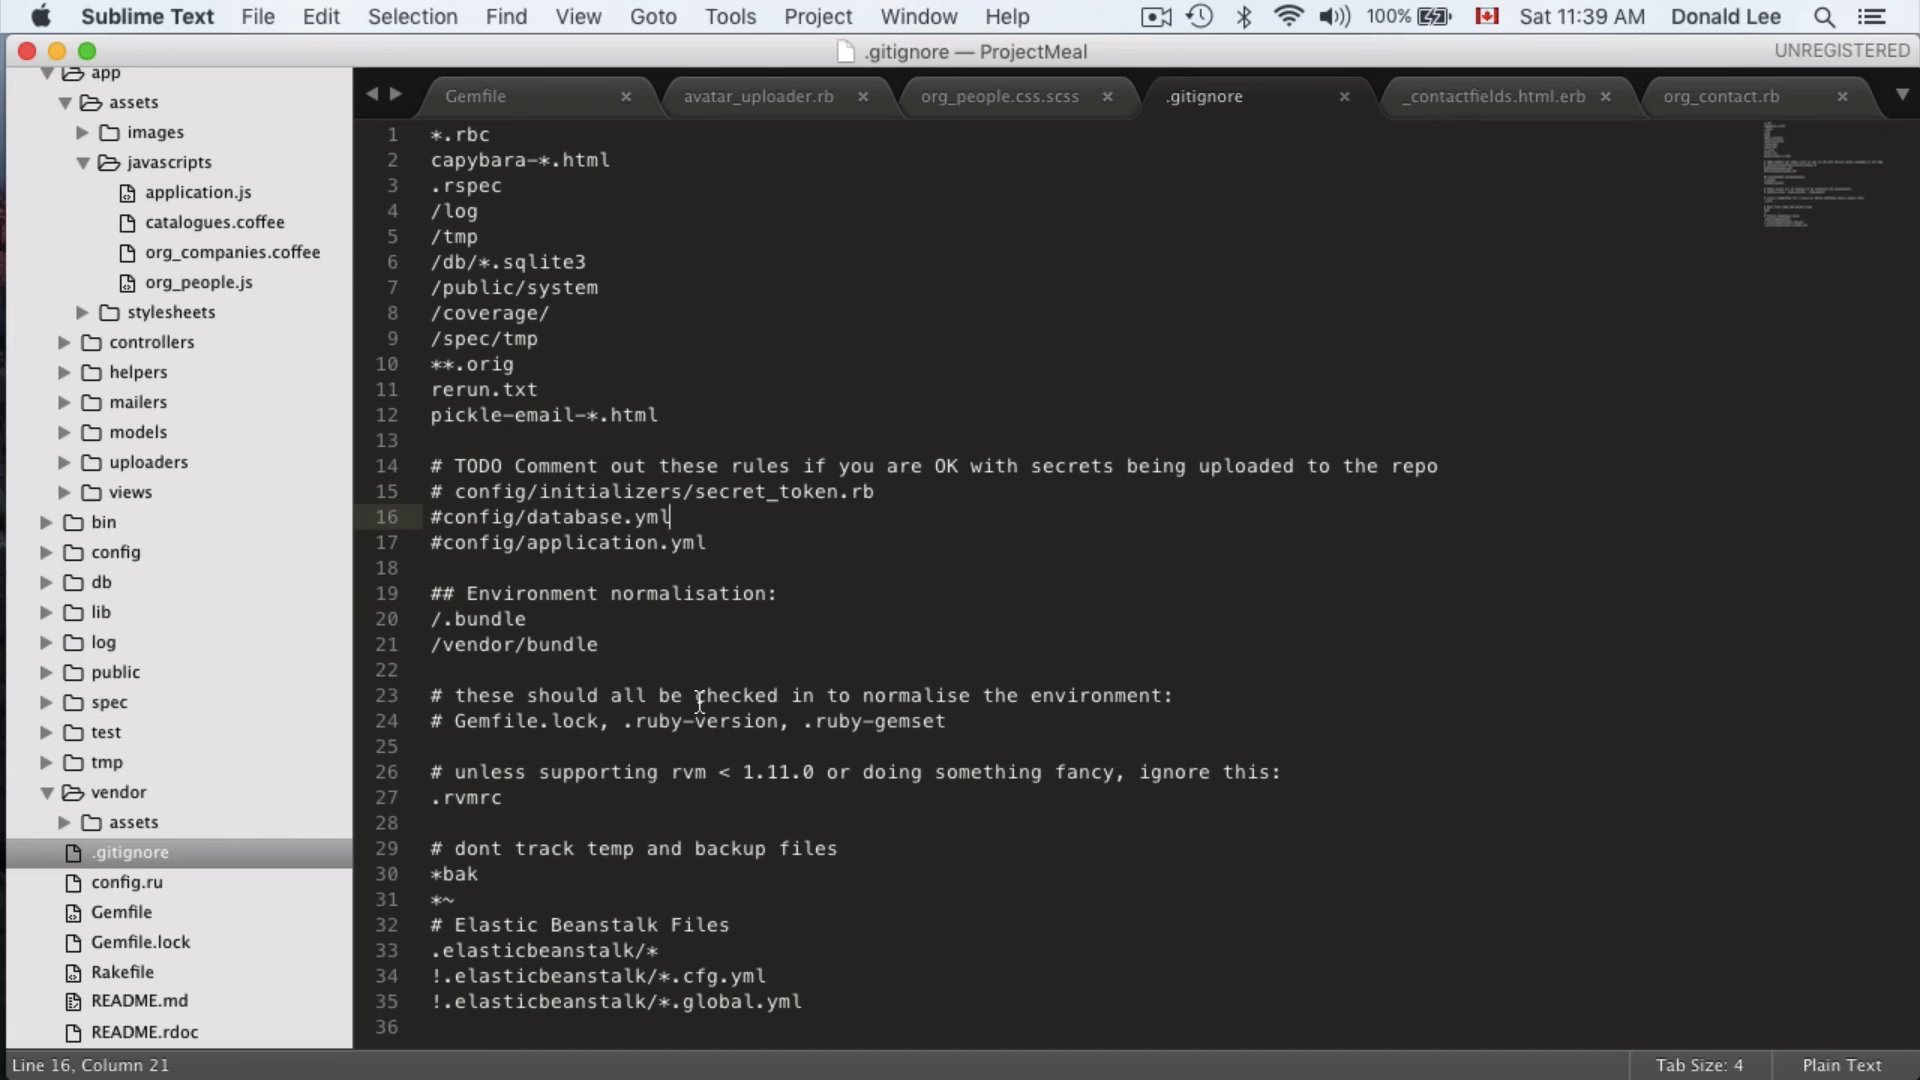 Sublime Text File Edit Selection Find View Goto Tools Project Window Help 100% Sat 11:39 AM Donald Lee
.gitignore — ProjectMeal UNREGISTERED
app
assets
images
javascripts
application.js
catalogues.coffee
org_companies.coffee
org_people.js
stylesheets
controllers
helpers
mailers
models
uploaders
views
bin
config
db
lib
log
public
spec
test
tmp
vendor
assets
.gitignore
config.ru
Gemfile
Gemfile.lock
Rakefile
README.md
README.rdoc
Gemfile avatar_uploader.rb org_people.css.scss .gitignore _contactfields.html.erb org_contact.rb
1 *.rbc
2 capybara-*.html
3 .rspec
4 /log
5 /tmp
6 /db/*.sqlite3
7 /public/system
8 /coverage/
9 /spec/tmp
10 **.orig
11 rerun.txt
12 pickle-email-*.html
13
14 # TODO Comment out these rules if you are OK with secrets being uploaded to the repo
15 # config/initializers/secret_token.rb
16 #config/database.yml
17 #config/application.yml
18
19 ## Environment normalisation:
20 /.bundle
21 /vendor/bundle
22
23 # these should all be checked in to normalise the environment:
24 # Gemfile.lock, .ruby-version, .ruby-gemset
25
26 # unless supporting rvm < 1.11.0 or doing something fancy, ignore this:
27 .rvmrc
28
29 # dont track temp and backup files
30 *bak
31 *~
32 # Elastic Beanstalk Files
33 .elasticbeanstalk/*
34 !.elasticbeanstalk/*.cfg.yml
35 !.elasticbeanstalk/*.global.yml
36
Line 16, Column 21 Tab Size: 4 Plain Text